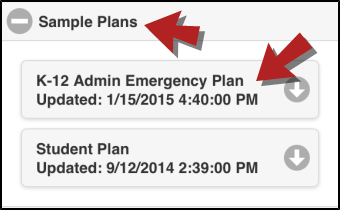 Sample Plans
K-12 Admin Emergency Plan
Updated: 1/15/2015 4:40:00 PM
Student Plan
Updated: 9/12/2014 2:39:00 PM